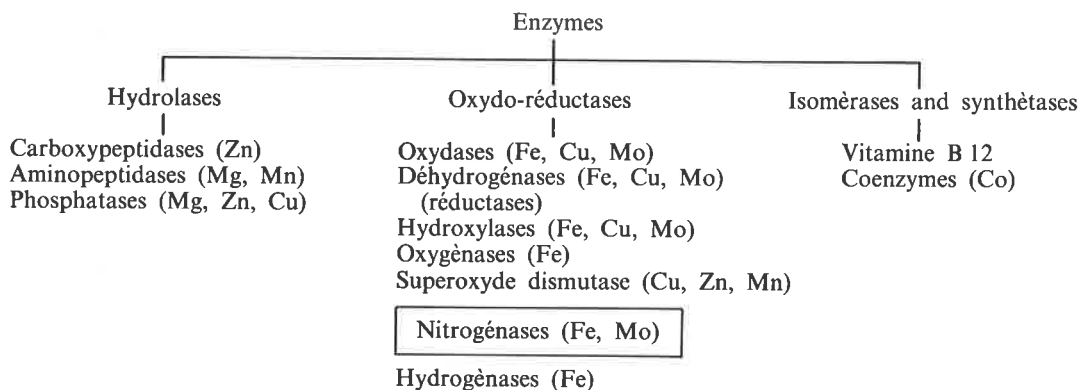 Enzymes
Hydrolases
Carboxypeptidases (Zn)
Aminopeptidases (Mg, Mn)
Phosphatases (Mg, Zn, Cu)
Oxydo-réductases
Oxydases (Fe, Cu, Mo)
Déhydrogénases (Fe, Cu, Mo)
(réductases)
Hydroxylases (Fe, Cu, Mo)
Oxygènases (Fe)
Superoxyde dismutase (Cu, Zn, Mn)
Nitrogénases (Fe, Mo)
Hydrogènases (Fe)
Isomèrases and synthètases
Vitamine B 12
Coenzymes (Co)